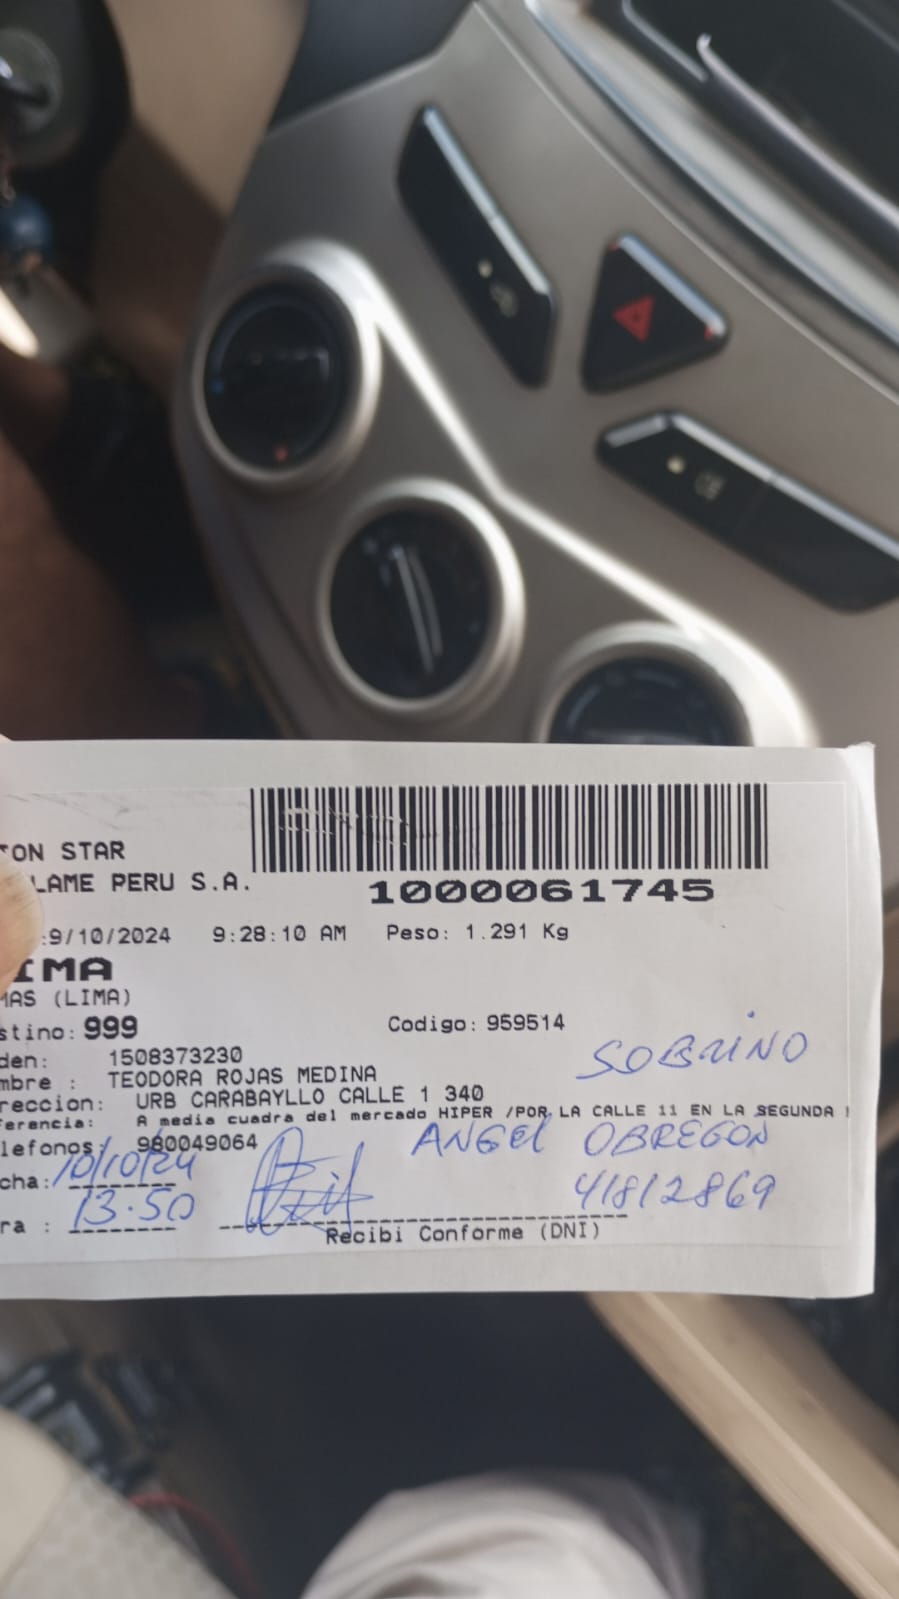 TON STAR
LAME PERU S.A.
1000061745
:9/10/2024 9:28:10 AM Peso: 1.291 Kg
IMA
MAS (LIMA)
stino: 999 Codigo: 959514
den: 1508373230
SOBRINO
mbre : TEODORA ROJAS MEDINA
reccion: URB CARABAYLLO CALLE 1 340
ferencia: A media cuadra del mercado HIPER /POR LA CALLE 11 EN LA SEGUNDA
lefonos: 980049064 ANGEL OBREGON
cha: 10/10/24 41812869
ra : 13.50
Recibi Conforme (DNI)